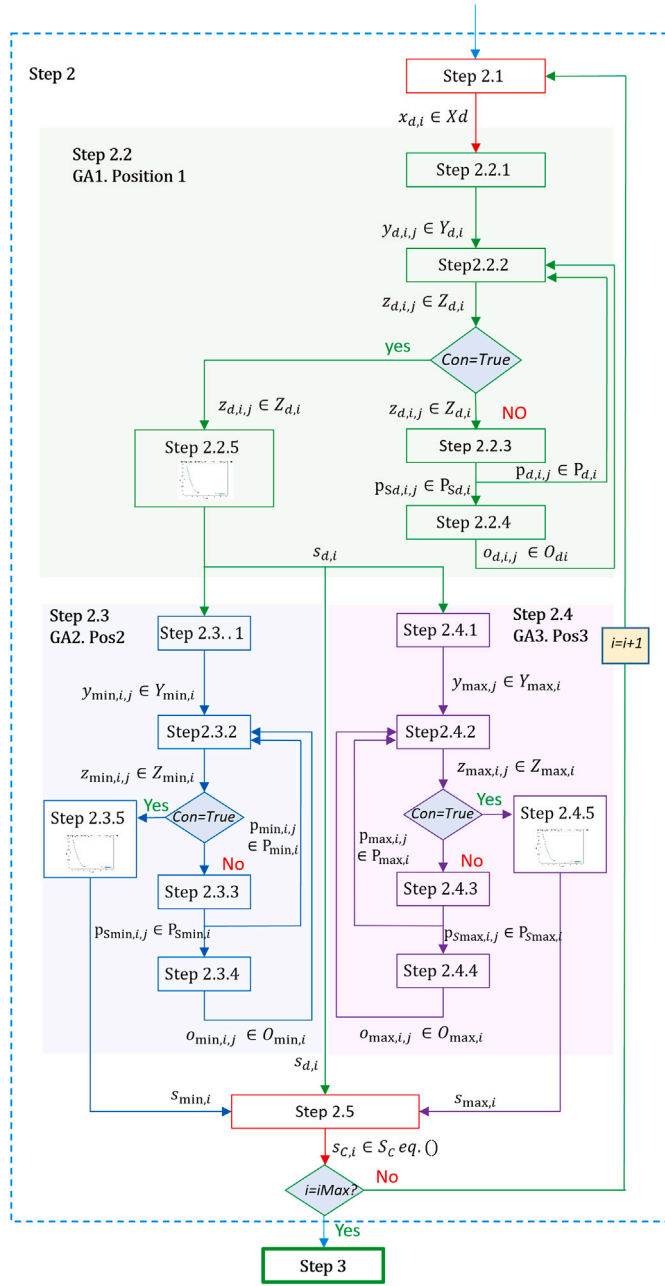 Step 2
Step 2.1
x_{d,i} ∈ Xd
Step 2.2
GA1. Position 1
Step 2.2.1
y_{d,i,j} ∈ Y_{d,i}
Step2.2.2
z_{d,i,j} ∈ Z_{d,i}
yes
Con=True
z_{d,i,j} ∈ Z_{d,i}
z_{d,i,j} ∈ Z_{d,i}
NO
Step 2.2.5
Step 2.2.3
p_{d,i,j} ∈ P_{d,i}
p_{Sd,i,j} ∈ P_{Sd,i}
Step 2.2.4
o_{d,i,j} ∈ O_{di}
s_{d,i}
Step 2.3
GA2. Pos2
Step 2.3..1
Step 2.4
GA3. Pos3
Step 2.4.1
i=i+1
y_{min,i,j} ∈ Y_{min,i}
y_{max,j} ∈ Y_{max,i}
Step2.3.2
Step2.4.2
z_{min,i,j} ∈ Z_{min,i}
z_{max,i,j} ∈ Z_{max,i}
Step 2.3.5
Yes
Con=True
p_{min,i,j}
∈ P_{min,i}
No
Con=True
Yes
Step 2.4.5
p_{max,i,j}
∈ P_{max,i}
No
Step 2.3.3
Step 2.4.3
p_{Smin,i,j} ∈ P_{Smin,i}
p_{Smax,i,j} ∈ P_{Smax,i}
Step 2.3.4
Step 2.4.4
o_{min,i,j} ∈ O_{min,i}
o_{max,i,j} ∈ O_{max,i}
s_{d,i}
s_{min,i}
s_{max,i}
Step 2.5
s_{C,i} ∈ S_C eq.()
i=iMax?
No
Yes
Step 3